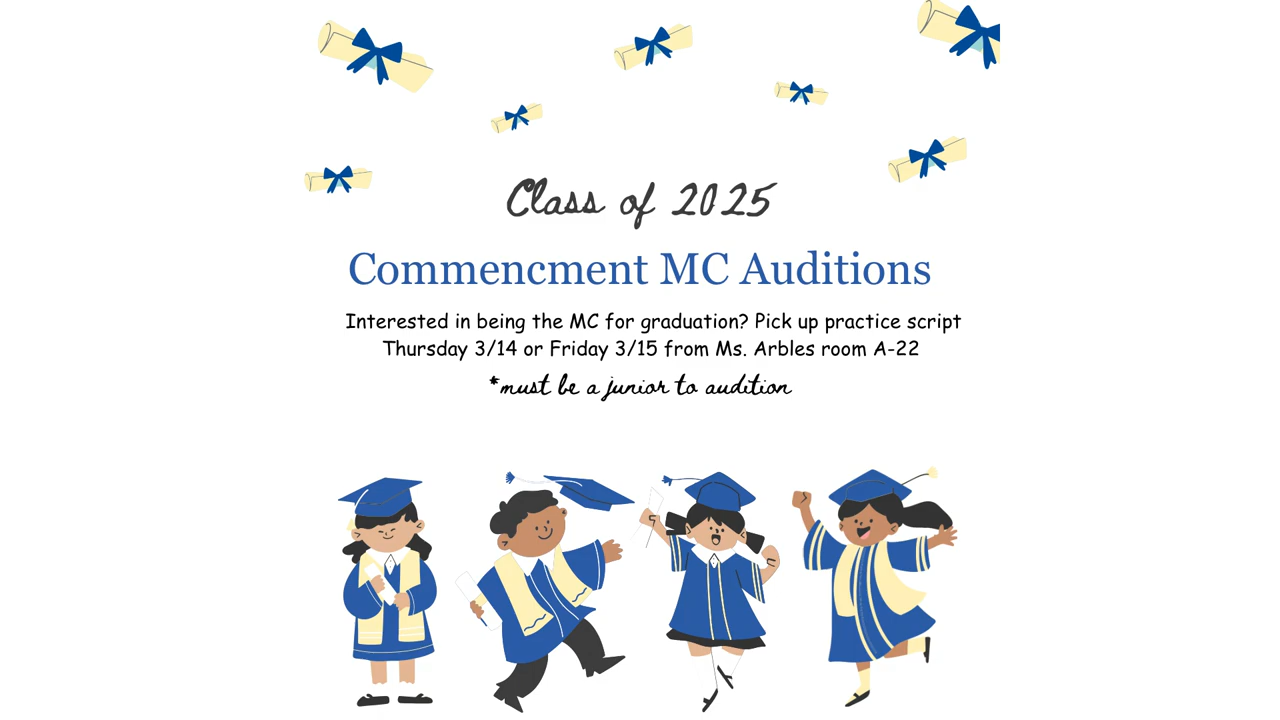 Class of 2025
Commencment MC Auditions
Interested in being the MC for graduation? Pick up practice script
Thursday 3/14 or Friday 3/15 from Ms. Arbles room A-22
*must be a junior to audition